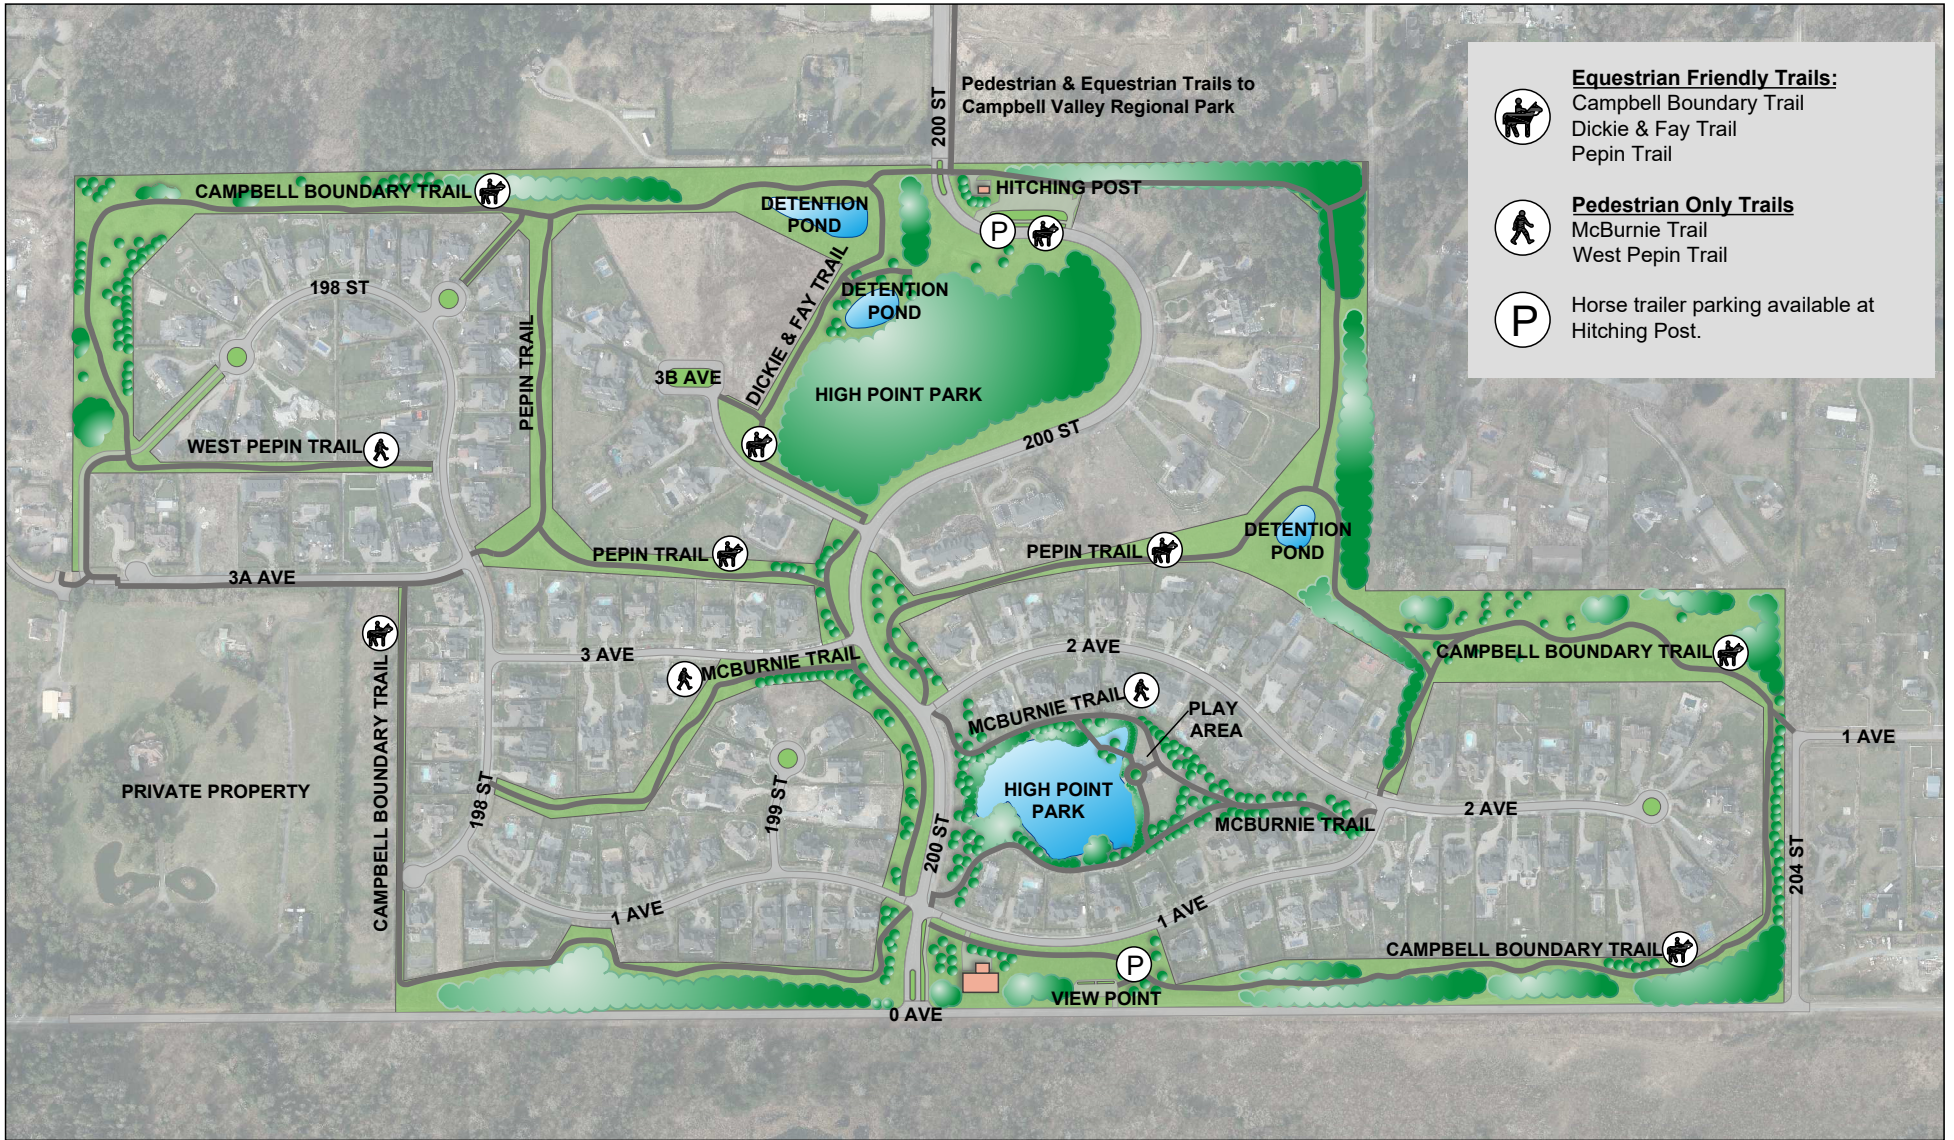 200 ST
Pedestrian & Equestrian Trails to
Campbell Valley Regional Park
Equestrian Friendly Trails:
Campbell Boundary Trail
Dickie & Fay Trail
Pepin Trail
Pedestrian Only Trails
McBurnie Trail
West Pepin Trail
P
Horse trailer parking available at
Hitching Post.
CAMPBELL BOUNDARY TRAIL
HITCHING POST
DETENTION
POND
P
198 ST
DETENTION
POND
DICKIE & FAY TRAIL
PEPIN TRAIL
3B AVE
HIGH POINT PARK
200 ST
WEST PEPIN TRAIL
DETENTION
POND
PEPIN TRAIL
PEPIN TRAIL
3A AVE
3 AVE
MCBURNIE TRAIL
2 AVE
CAMPBELL BOUNDARY TRAIL
MCBURNIE TRAIL
PLAY
AREA
1 AVE
CAMPBELL BOUNDARY TRAIL
PRIVATE PROPERTY
198 ST
199 ST
HIGH POINT
PARK
200 ST
MCBURNIE TRAIL
2 AVE
204 ST
1 AVE
1 AVE
CAMPBELL BOUNDARY TRAIL
P
VIEW POINT
0 AVE